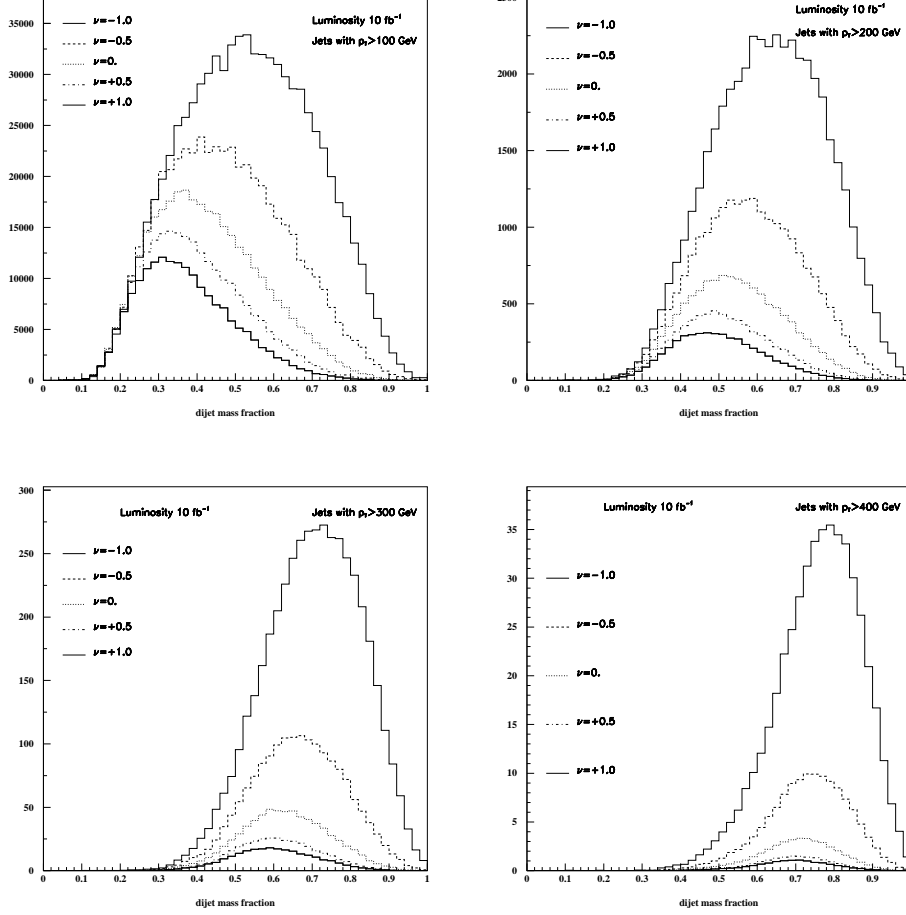 35000
30000
25000
20000
15000
10000
5000
0
ν=−1.0
ν=−0.5
ν=0.
ν=+0.5
ν=+1.0
Luminosity 10 fb⁻¹
Jets with pT>100 GeV
0 0.1 0.2 0.3 0.4 0.5 0.6 0.7 0.8 0.9 1
dijet mass fraction
2500
2000
1500
1000
500
0
ν=−1.0
ν=−0.5
ν=0.
ν=+0.5
ν=+1.0
Luminosity 10 fb⁻¹
Jets with pT>200 GeV
0 0.1 0.2 0.3 0.4 0.5 0.6 0.7 0.8 0.9
dijet mass fraction
300
250
200
150
100
50
0
Luminosity 10 fb⁻¹
Jets with pT>300 GeV
ν=−1.0
ν=−0.5
ν=0.
ν=+0.5
ν=+1.0
0 0.1 0.2 0.3 0.4 0.5 0.6 0.7 0.8 0.9 1
dijet mass fraction
35
30
25
20
15
10
5
0
Luminosity 10 fb⁻¹
Jets with pT>400 GeV
ν=−1.0
ν=−0.5
ν=0.
ν=+0.5
ν=+1.0
0 0.1 0.2 0.3 0.4 0.5 0.6 0.7 0.8 0.9
dijet mass fraction